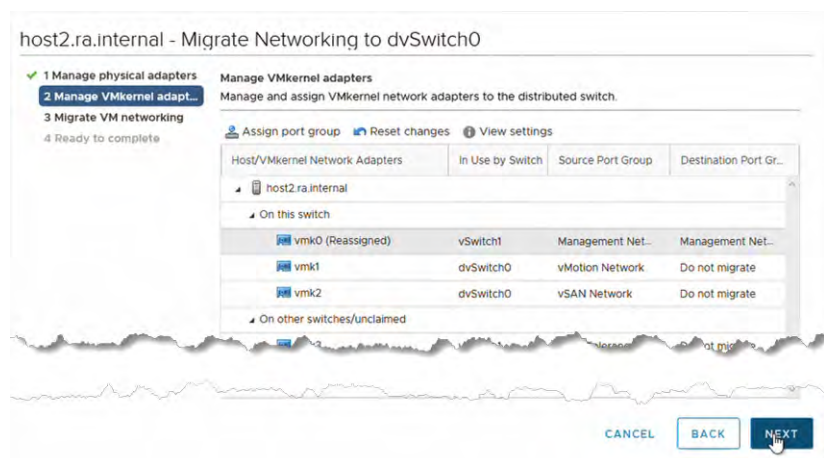 host2.ra.internal - Migrate Networking to dvSwitch0
1 Manage physical adapters
2 Manage VMkernel adapt...
3 Migrate VM networking
4 Ready to complete
Manage VMkernel adapters
Manage and assign VMkernel network adapters to the distributed switch.
Assign port group Reset changes View settings
Host/VMkernel Network Adapters In Use by Switch Source Port Group Destination Port Gr...
host2.ra.internal
On this switch
vmk0 (Reassigned) vSwitch1 Management Net... Management Net...
vmk1 dvSwitch0 vMotion Network Do not migrate
vmk2 dvSwitch0 vSAN Network Do not migrate
On other switches/unclaimed
CANCEL BACK NEXT